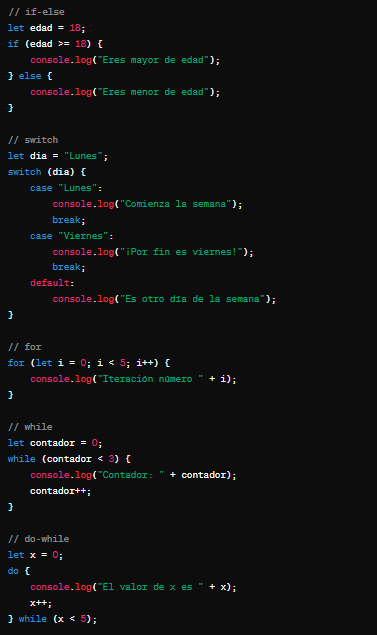 // if-else
let edad = 18;
if (edad >= 18) {
    console.log("Eres mayor de edad");
} else {
    console.log("Eres menor de edad");
}

// switch
let dia = "Lunes";
switch (dia) {
    case "Lunes":
        console.log("Comienza la semana");
        break;
    case "Viernes":
        console.log("¡Por fin es viernes!");
        break;
    default:
        console.log("Es otro día de la semana");
}

// for
for (let i = 0; i < 5; i++) {
    console.log("Iteración número " + i);
}

// while
let contador = 0;
while (contador < 3) {
    console.log("Contador: " + contador);
    contador++;
}

// do-while
let x = 0;
do {
    console.log("El valor de x es " + x);
    x++;
} while (x < 5);